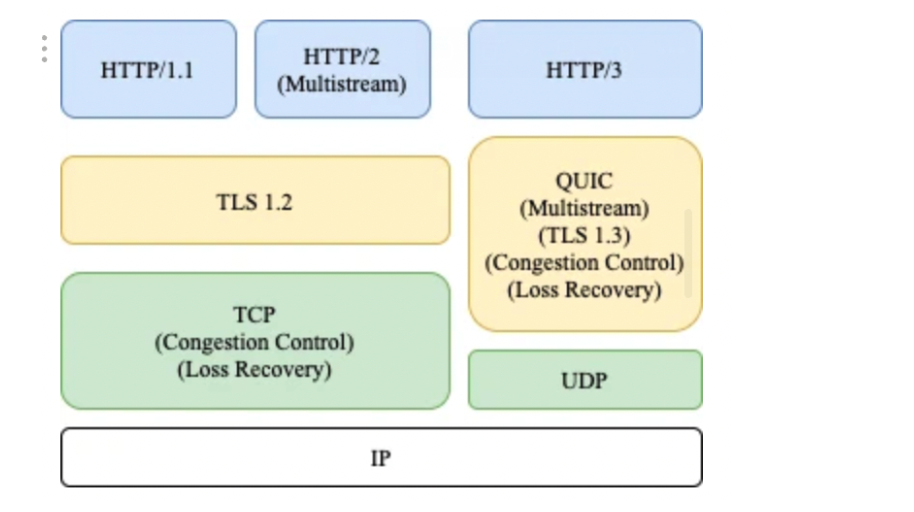 HTTP/1.1
HTTP/2
(Multistream)
HTTP/3
TLS 1.2
QUIC
(Multistream)
(TLS 1.3)
(Congestion Control)
(Loss Recovery)
TCP
(Congestion Control)
(Loss Recovery)
UDP
IP